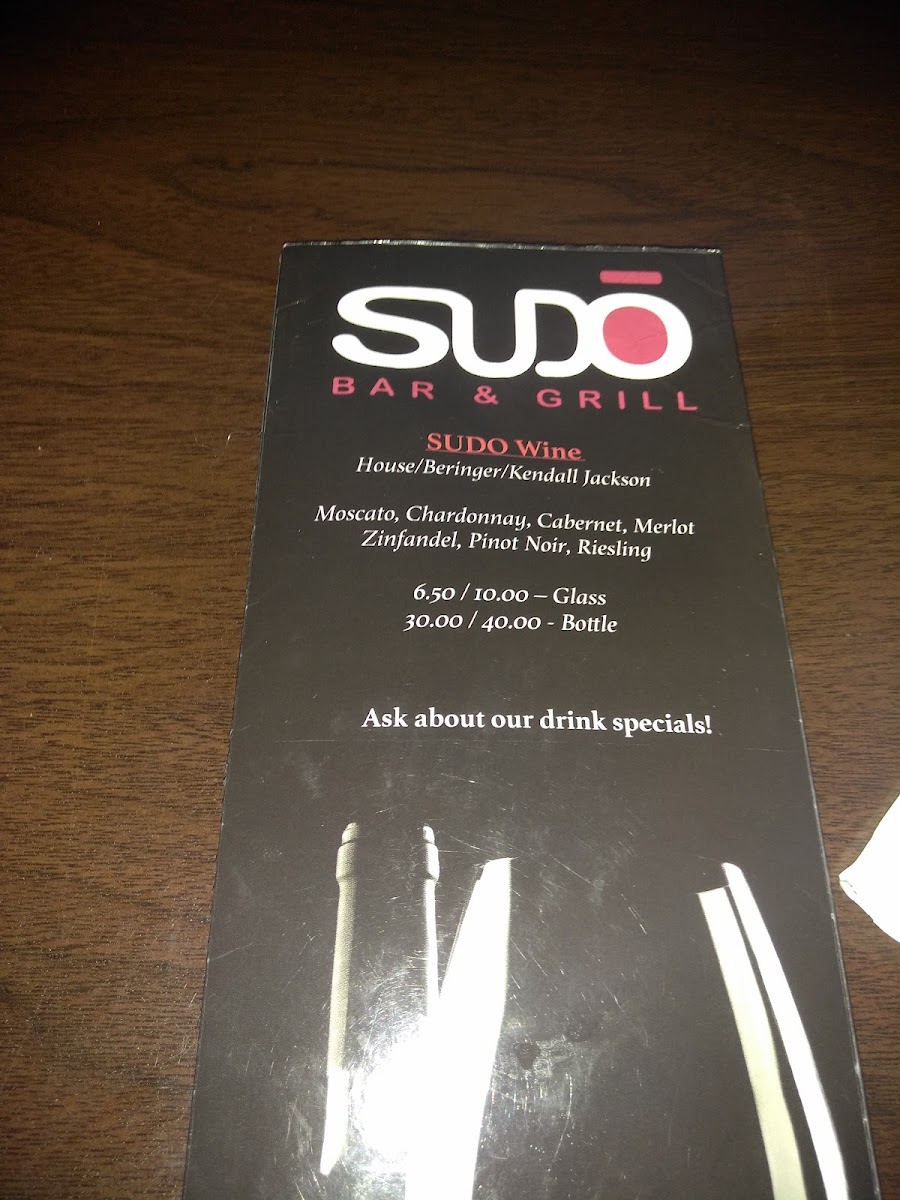 SUDŌ
BAR & GRILL
SUDO Wine
House/Beringer/Kendall Jackson
Moscato, Chardonnay, Cabernet, Merlot
Zinfandel, Pinot Noir, Riesling
6.50 / 10.00 – Glass
30.00 / 40.00 - Bottle
Ask about our drink specials!